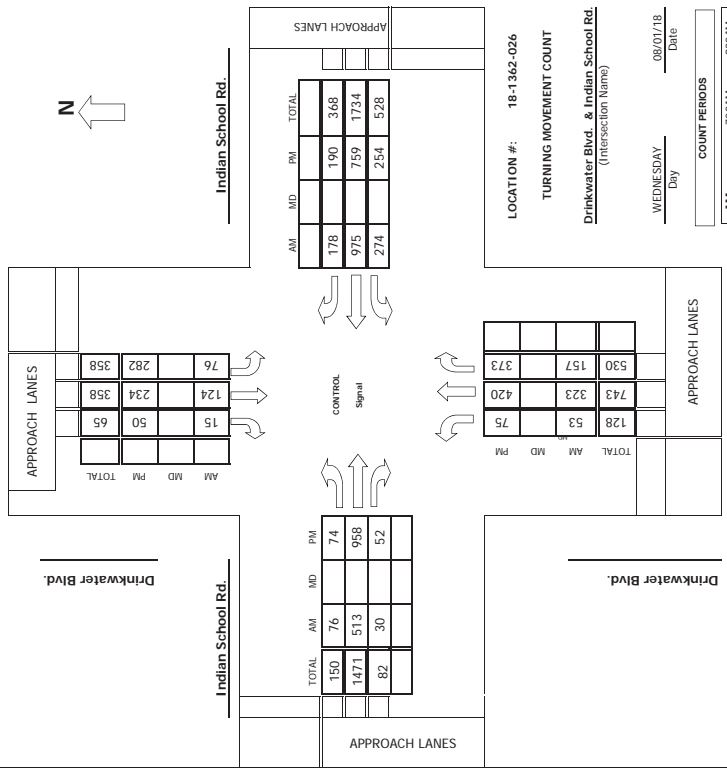 N
Indian School Rd.
APPROACH LANES
AM MD PM TOTAL
178 190 368
975 759 1734
274 254 528
LOCATION #: 18-1362-026
TURNING MOVEMENT COUNT
Drinkwater Blvd. & Indian School Rd.
(Intersection Name)
WEDNESDAY 08/01/18
Day Date
COUNT PERIODS
APPROACH LANES
TOTAL PM MD AM
65 50 15
358 234 124
358 282 76
CONTROL
Signal
PM MD AM TOTAL
75 53 128
420 323 743
373 157 530
MD
APPROACH LANES
Drinkwater Blvd.
Indian School Rd.
TOTAL AM MD PM
150 76 74
1471 513 958
82 30 52
APPROACH LANES
Drinkwater Blvd.